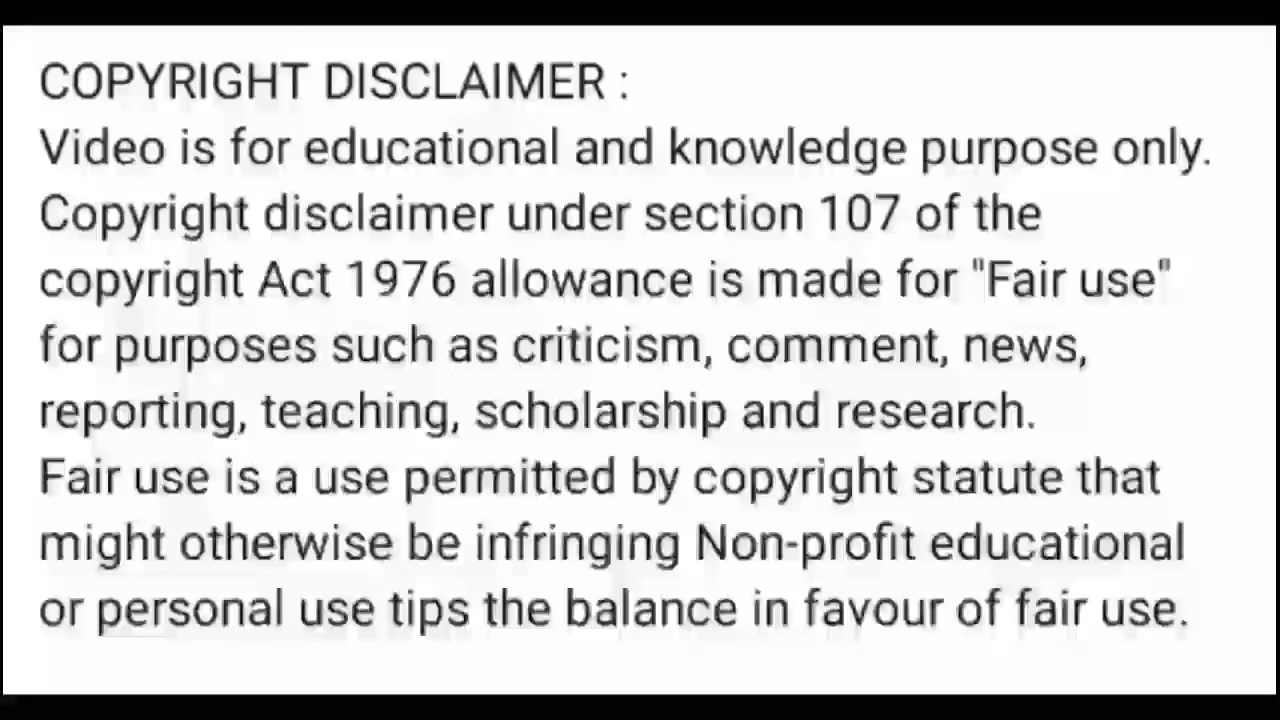 COPYRIGHT DISCLAIMER :
Video is for educational and knowledge purpose only.
Copyright disclaimer under section 107 of the
copyright Act 1976 allowance is made for "Fair use"
for purposes such as criticism, comment, news,
reporting, teaching, scholarship and research.
Fair use is a use permitted by copyright statute that
might otherwise be infringing Non-profit educational
or personal use tips the balance in favour of fair use.